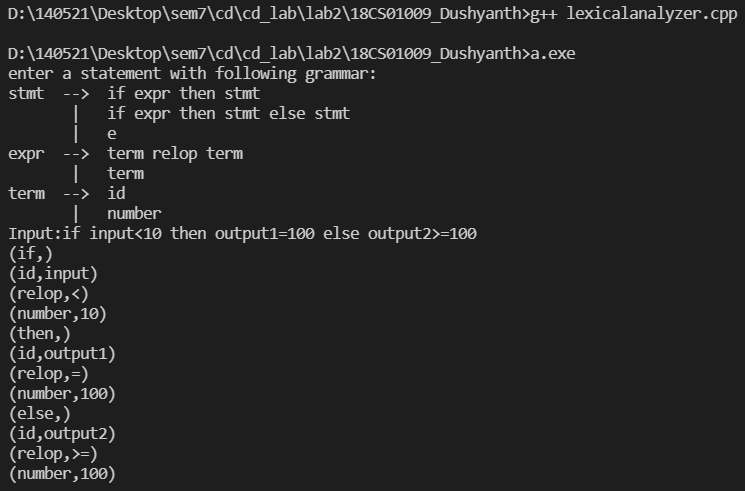 D:\140521\Desktop\sem7\cd\cd_lab\lab2\18CS01009_Dushyanth>g++ lexicalanalyzer.cpp
D:\140521\Desktop\sem7\cd\cd_lab\lab2\18CS01009_Dushyanth>a.exe
enter a statement with following grammar:
stmt  -->  if expr then stmt
       |   if expr then stmt else stmt
       |   e
expr  -->  term relop term
       |   term
term  -->  id
       |   number
Input:if input<10 then output1=100 else output2>=100
(if,)
(id,input)
(relop,<)
(number,10)
(then,)
(id,output1)
(relop,=)
(number,100)
(else,)
(id,output2)
(relop,>=)
(number,100)